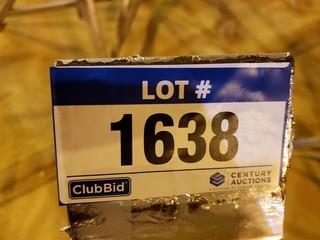 LOT #
1638
ClubBid
CENTURY
AUCTIONS